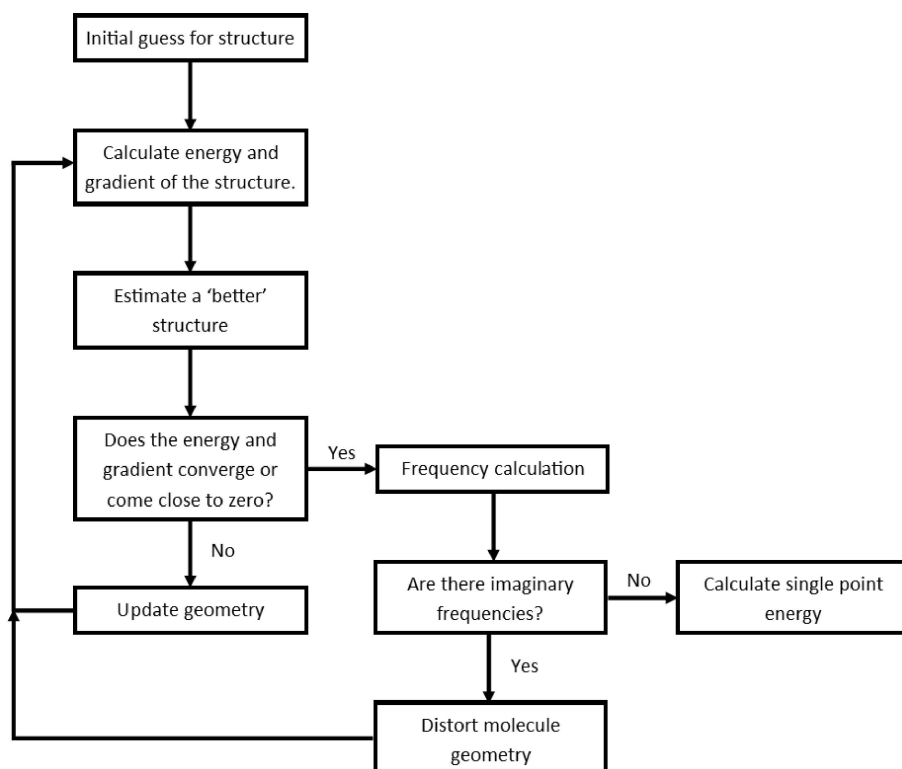 Initial guess for structure
Calculate energy and
gradient of the structure.
Estimate a ‘better’
structure
Does the energy and
gradient converge or
come close to zero?
Yes
Frequency calculation
No
Update geometry
Are there imaginary
frequencies?
No
Calculate single point
energy
Yes
Distort molecule
geometry